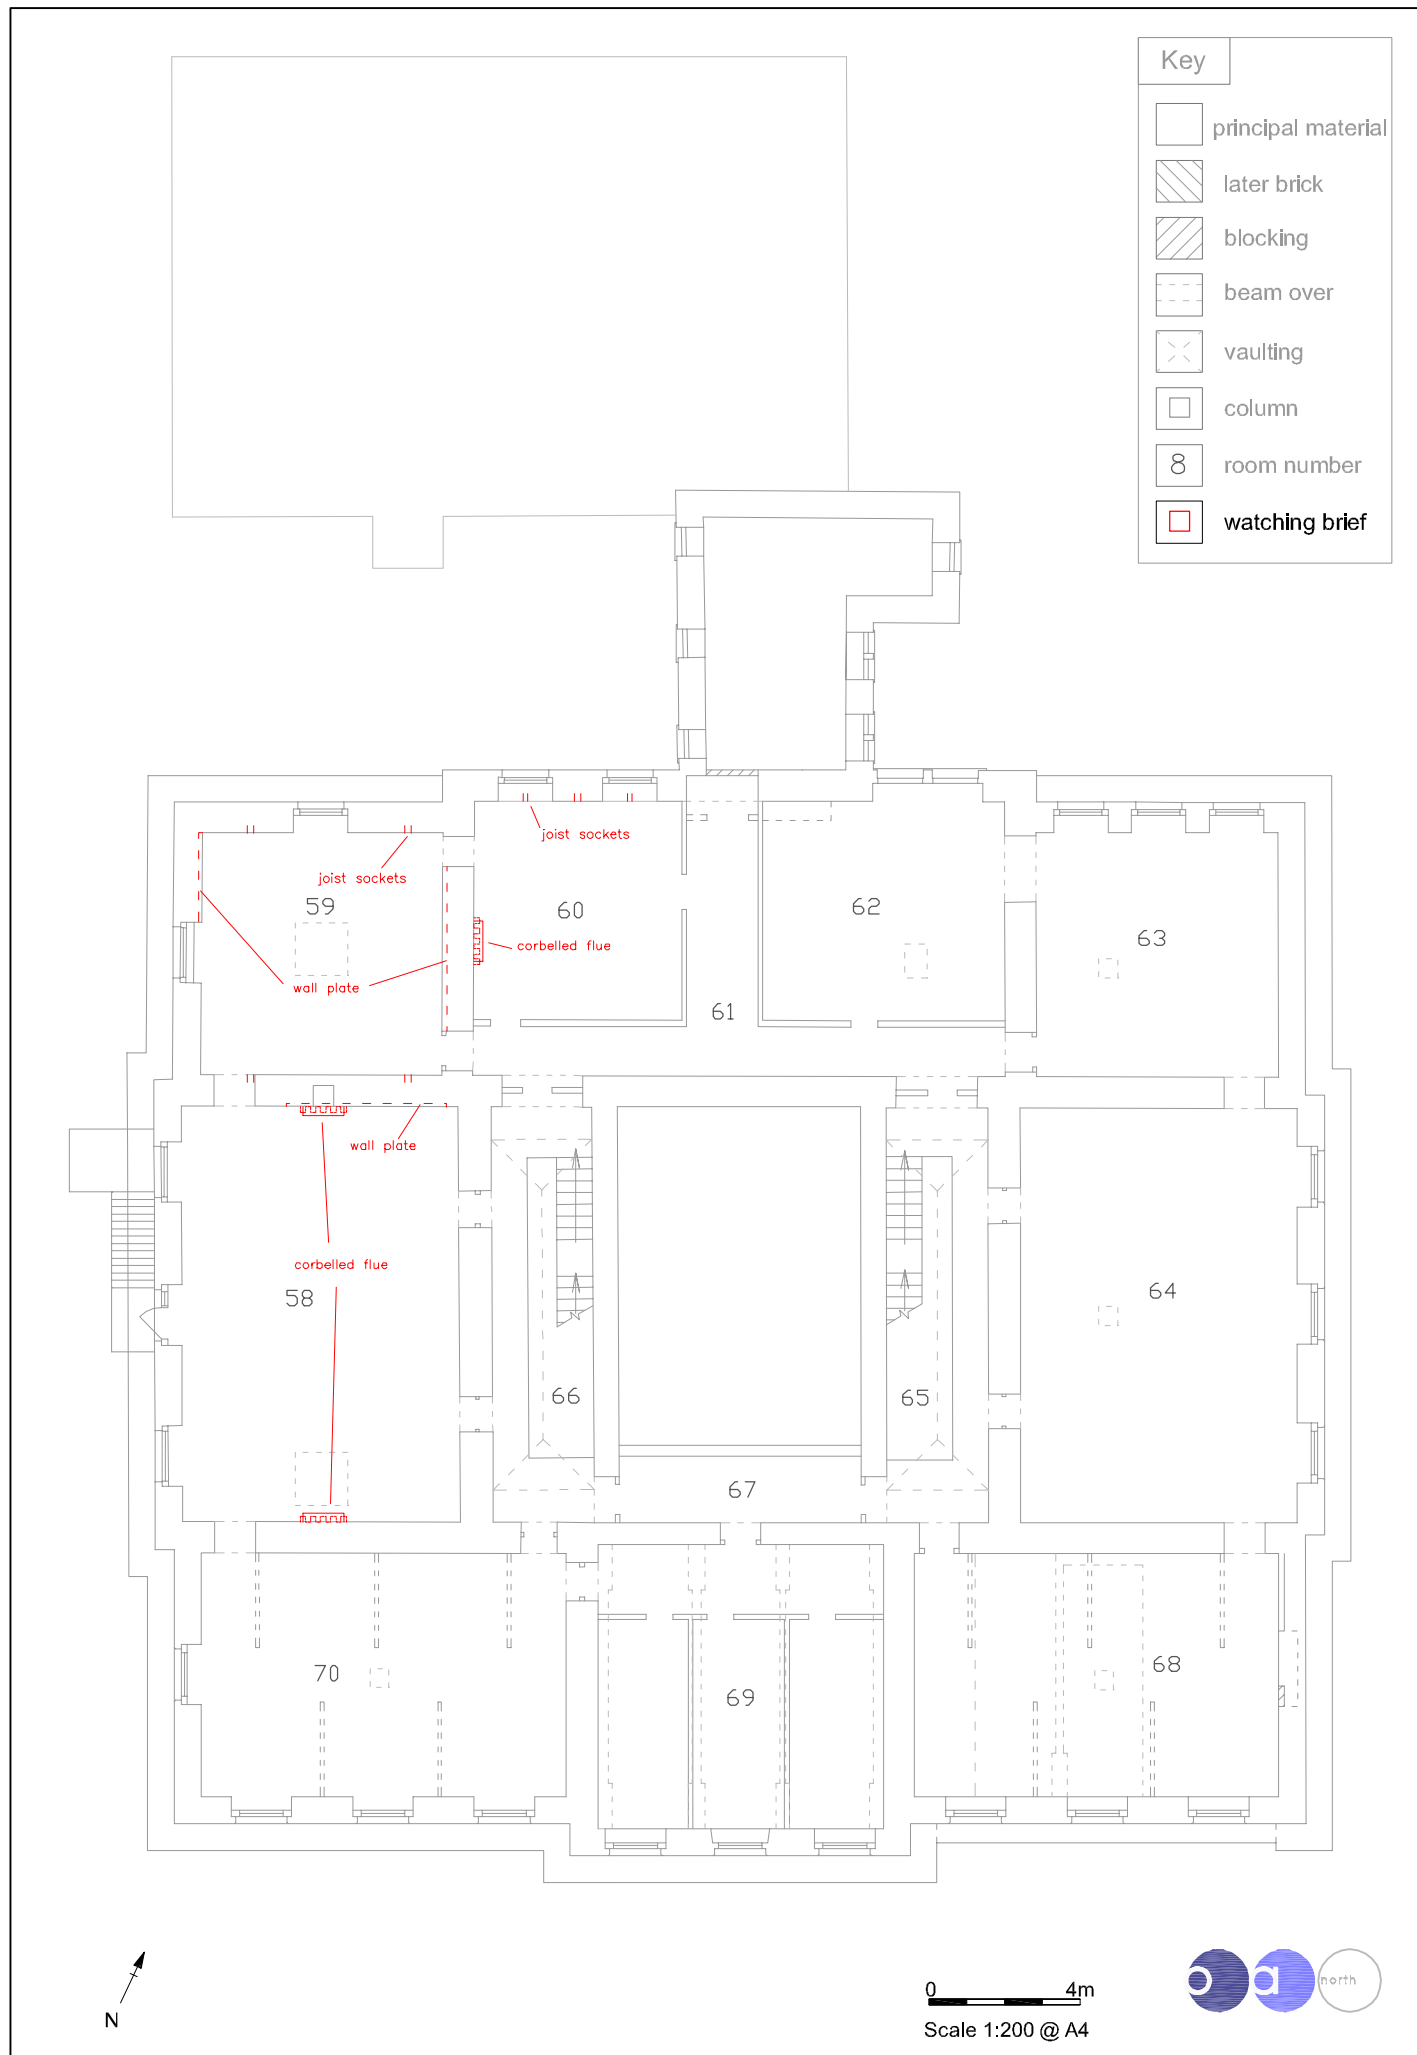 Key
principal material
later brick
blocking
beam over
vaulting
column
8 room number
watching brief
joist sockets
joist sockets
59
60
62
63
corbelled flue
wall plate
61
wall plate
corbelled flue
58
64
66
65
67
70
69
68
N
0 4m
Scale 1:200 @ A4
oa north